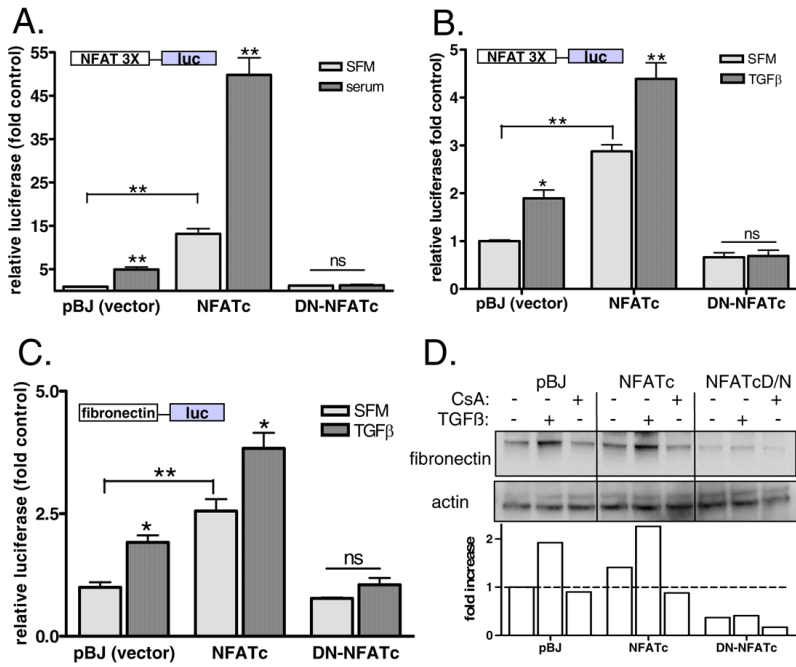 A.
NFAT 3X luc
SFM
serum
relative luciferase (fold control)
55
45
35
25
15
5
**
**
**
ns
pBJ (vector) NFATc DN-NFATc
B.
NFAT 3X luc
SFM
TGFβ
relative luciferase fold control)
5
4
3
2
1
0
*
**
**
ns
pBJ (vector) NFATc DN-NFATc
C.
fibronectin luc
SFM
TGFβ
relative luciferase (fold control)
5.0
2.5
0.0
*
**
*
ns
pBJ (vector) NFATc DN-NFATc
D.
pBJ NFATc NFATcD/N
CsA: - - + - - + - - +
TGFß: - + - - + - - + -
fibronectin
actin
fold increase
2
1
0
pBJ NFATc DN-NFATc